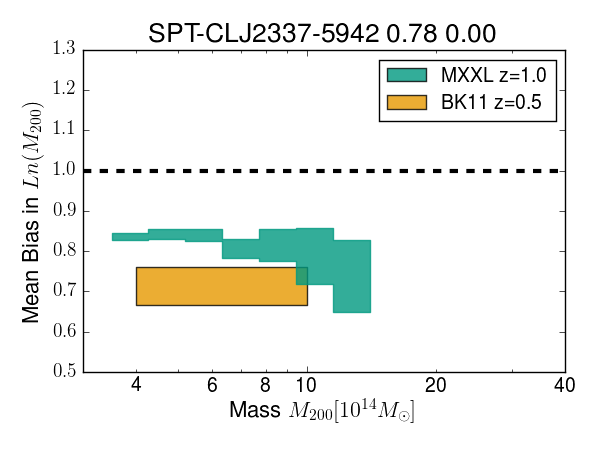 SPT-CLJ2337-5942 0.78 0.00
MXXL z=1.0
BK11 z=0.5
Mean Bias in Ln(M₂₀₀)
1.3
1.2
1.1
1.0
0.9
0.8
0.7
0.6
0.5
4 6 8 10 20 40
Mass M₂₀₀[10¹⁴M☉]